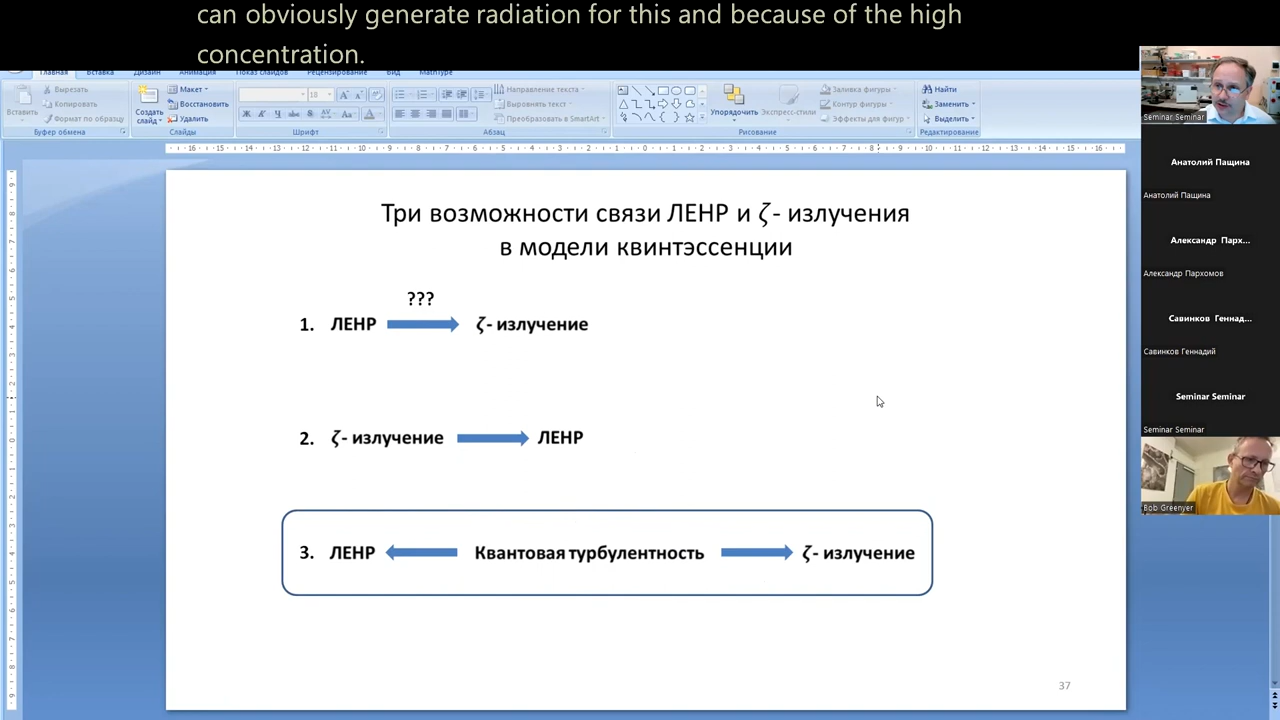 can obviously generate radiation for this and because of the high
concentration.
Главная Вставка Дизайн Анимация Показ слайдов Рецензирование Вид MathType
Вставить
Вырезать
Копировать
Формат по образцу
Буфер обмена
Создать слайд
Макет
Восстановить
Удалить
Слайды
18
Шрифт
Направление текста
Выровнять текст
Преобразовать в SmartArt
Абзац
Упорядочить
Экспресс-стили
Заливка фигуры
Контур фигуры
Эффекты для фигур
Рисование
Найти
Заменить
Выделить
Редактирование
Три возможности связи ЛЕНР и ζ - излучения
в модели квинтэссенции
???
1. ЛЕНР ζ - излучение
2. ζ - излучение ЛЕНР
3. ЛЕНР Квантовая турбулентность ζ - излучение
37
Seminar Seminar
Анатолий Пащина
Анатолий Пащина
Александр Парх...
Александр Пархомов
Савинков Геннад...
Савинков Геннадий
Seminar Seminar
Seminar Seminar
Bob Greenyer